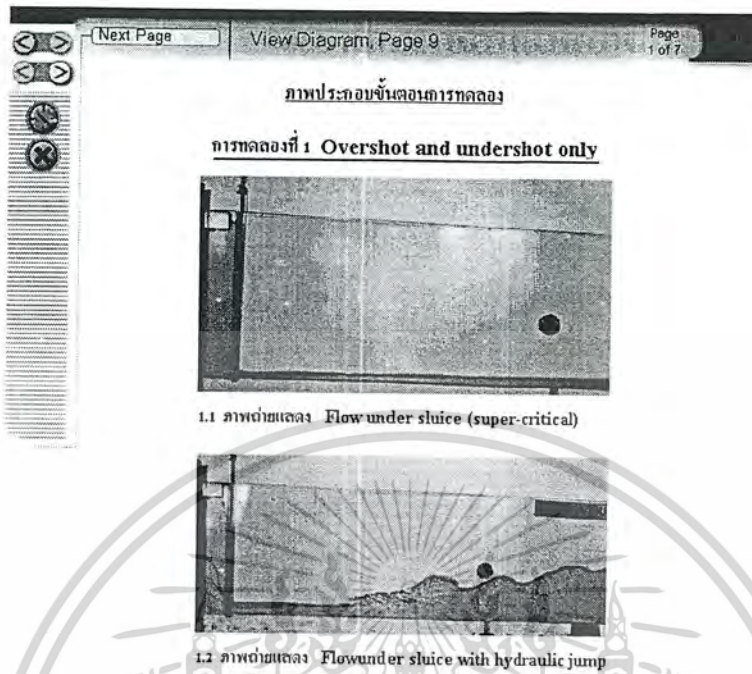 Next Page
View Diagram, Page 9
Page
1 of 7
ภาพประกอบขั้นตอนการทดลอง
การทดลองที่ 1 Overshot and undershot only
1.1 ภาพถ่ายแสดง Flow under sluice (super-critical)
1.2 ภาพถ่ายแสดง Flowunder sluice with hydraulic jump